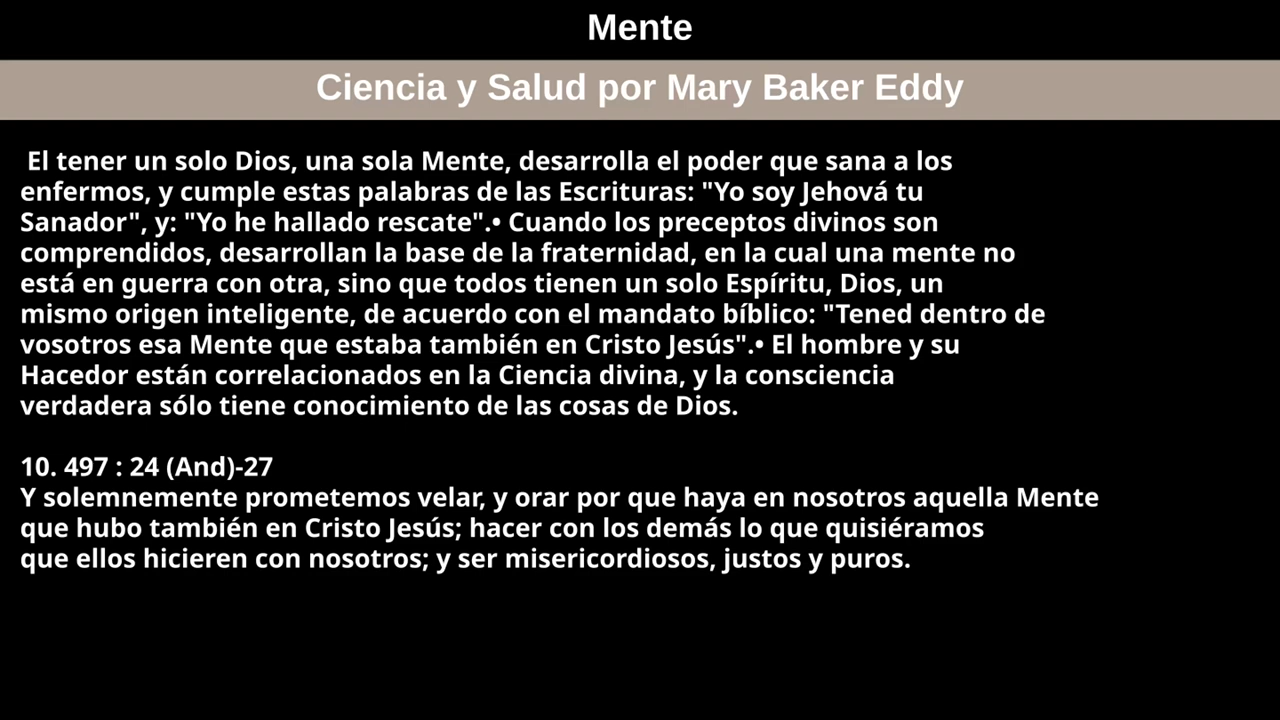 Mente
Ciencia y Salud por Mary Baker Eddy
El tener un solo Dios, una sola Mente, desarrolla el poder que sana a los
enfermos, y cumple estas palabras de las Escrituras: "Yo soy Jehová tu
Sanador", y: "Yo he hallado rescate".• Cuando los preceptos divinos son
comprendidos, desarrollan la base de la fraternidad, en la cual una mente no
está en guerra con otra, sino que todos tienen un solo Espíritu, Dios, un
mismo origen inteligente, de acuerdo con el mandato bíblico: "Tened dentro de
vosotros esa Mente que estaba también en Cristo Jesús".• El hombre y su
Hacedor están correlacionados en la Ciencia divina, y la consciencia
verdadera sólo tiene conocimiento de las cosas de Dios.
10. 497 : 24 (And)-27
Y solemnemente prometemos velar, y orar por que haya en nosotros aquella Mente
que hubo también en Cristo Jesús; hacer con los demás lo que quisiéramos
que ellos hicieren con nosotros; y ser misericordiosos, justos y puros.